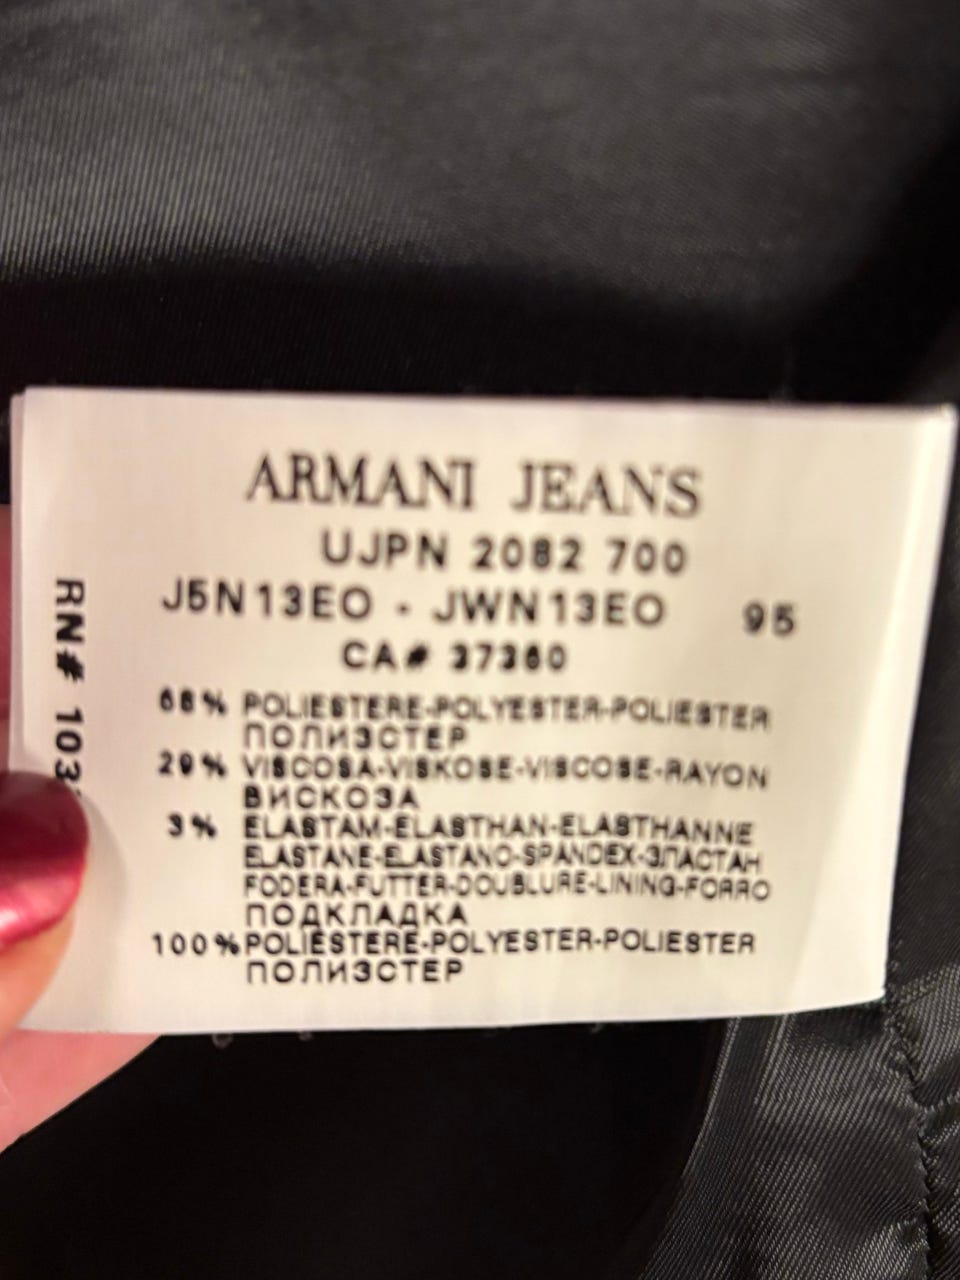 ARMANI JEANS
UJPN 2082 700
J5N13EO - JWN13EO 95
CA# 37360
68% POLIESTERE-POLYESTER-POLIESTER
ПОЛИЭСТЕР
29% VISCOSA-VISKOSE-VISCOSE-RAYON
ВИСКОЗА
3% ELASTAM-ELASTHAN-ELASTHANNE
ELASTANE-ELASTANO-SPANDEX-ЭЛАСТАН
FODERA-FUTTER-DOUBLURE-LINING-FORRO
ПОДКЛАДКА
100% POLIESTERE-POLYESTER-POLIESTER
ПОЛИЭСТЕР
RN# 103